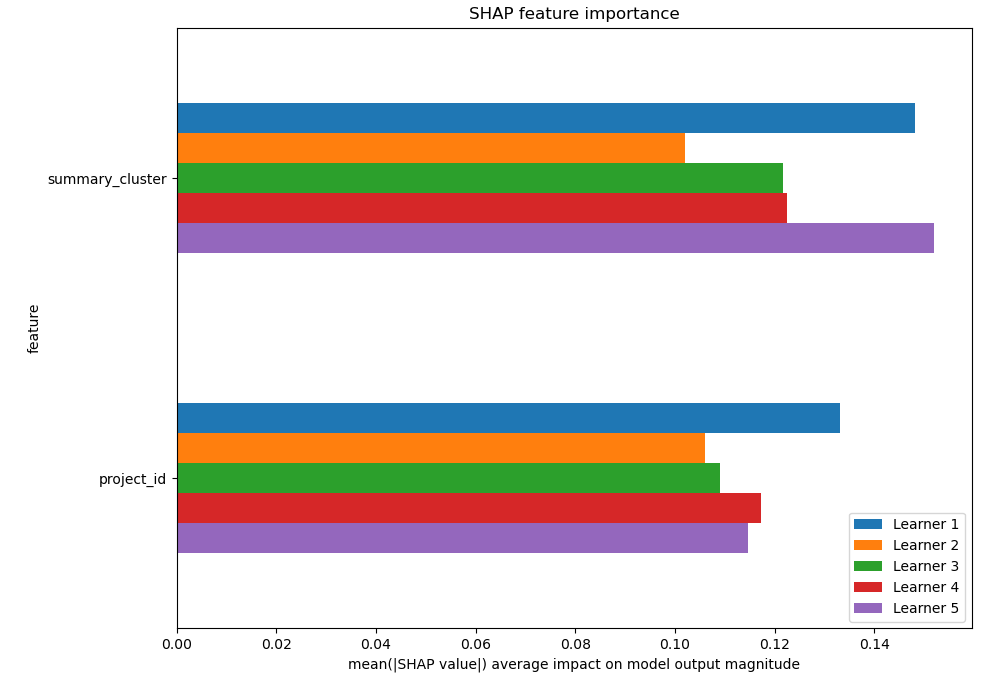 SHAP feature importance
summary_cluster
feature
project_id
Learner 1
Learner 2
Learner 3
Learner 4
Learner 5
0.00 0.02 0.04 0.06 0.08 0.10 0.12 0.14
mean(|SHAP value|) average impact on model output magnitude